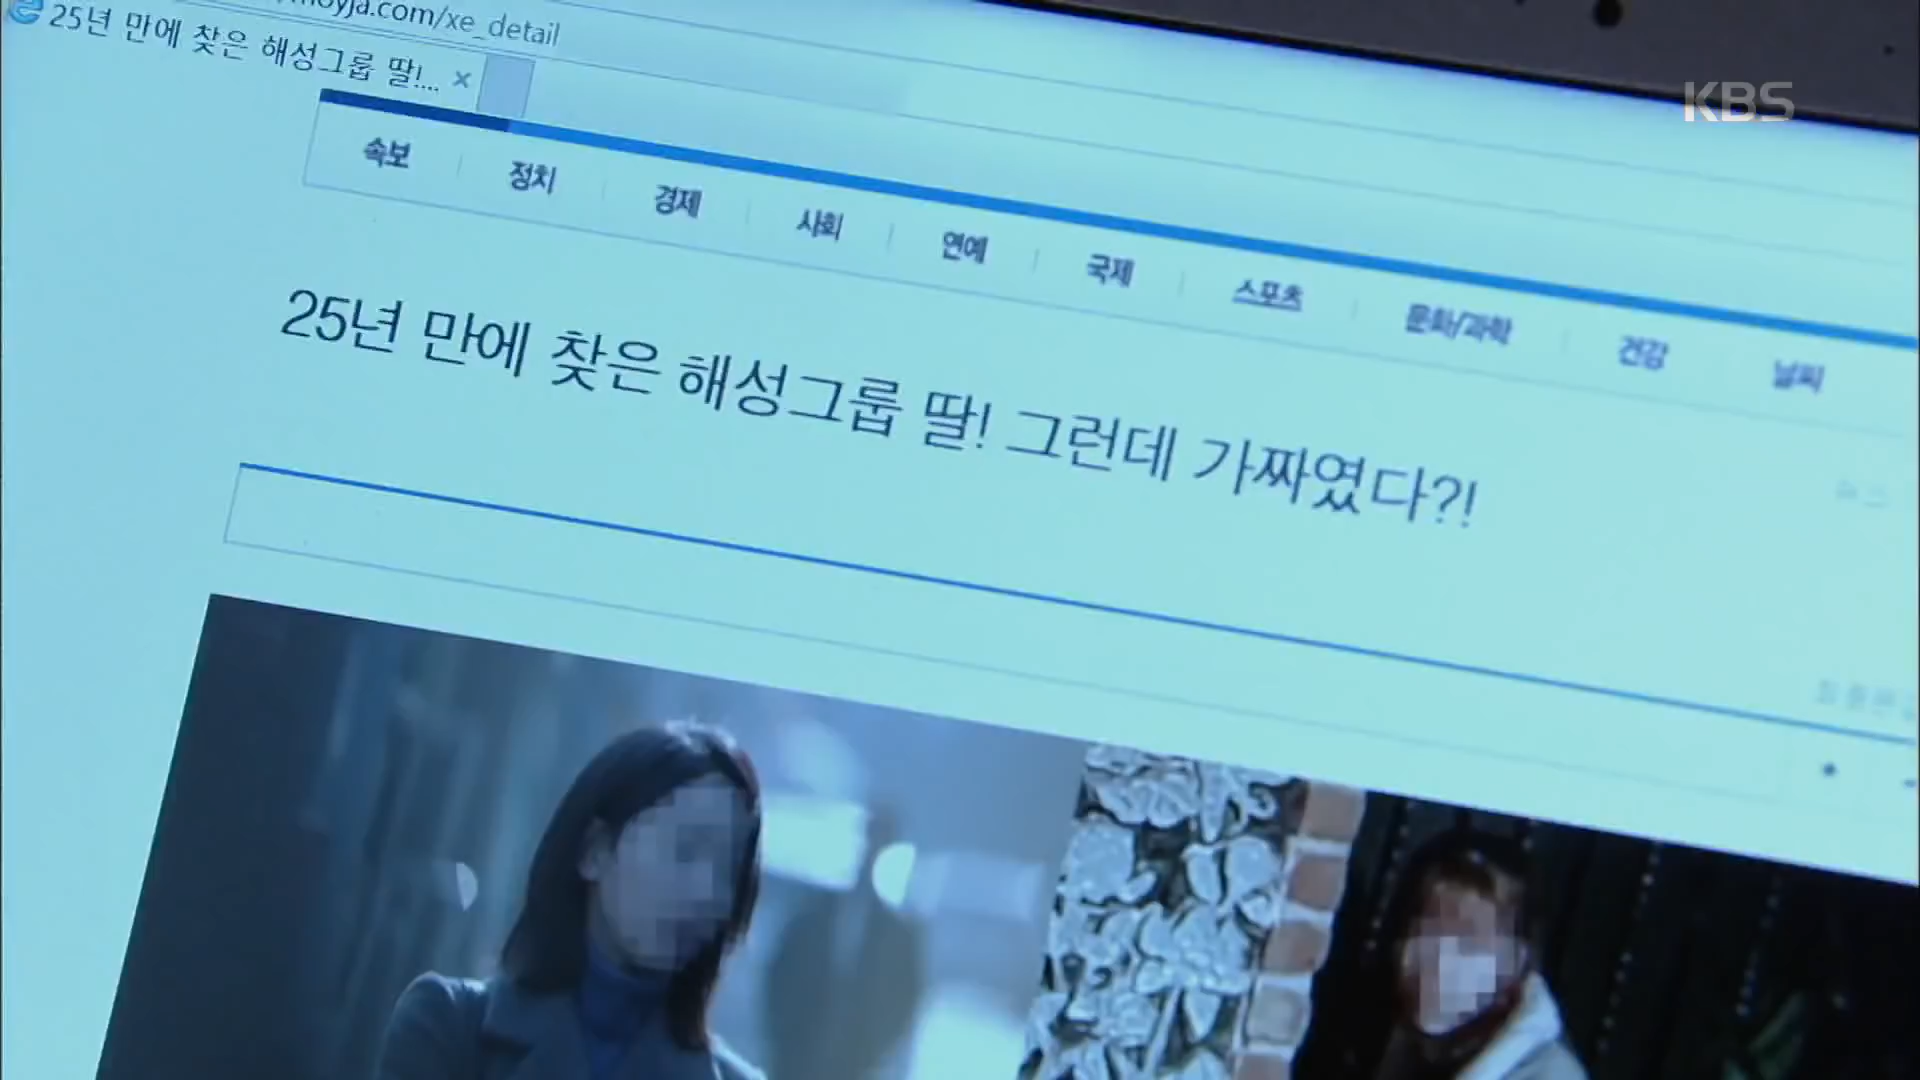 moyja.com/xe_detail
25년 만에 찾은 해성그룹 딸!.... ×
KBS
속보 정치 경제 사회 연예 국제 스포츠 문화/과학 건강 날씨
25년 만에 찾은 해성그룹 딸! 그런데 가짜였다?!